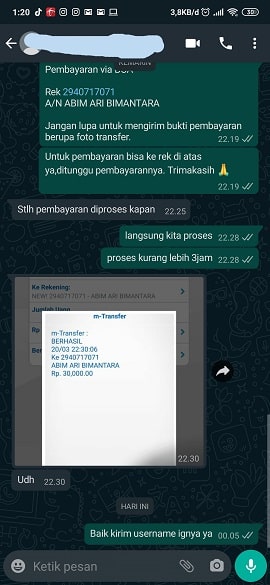 1:20
3,8KB/d
30
KEMARIN
Pembayaran via BCA
Rek 2940717071
A/N ABIM ARI BIMANTARA
Jangan lupa untuk mengirim bukti pembayaran
berupa foto transfer.
22.19
Untuk pembayaran bisa ke rek di atas
ya,ditunggu pembayarannya. Trimakasih 🙏
22.19
Stlh pembayaran diproses kapan 22.25
langsung kita proses 22.28
proses kurang lebih 3jam 22.28
Ke Rekening:
NEW! 2940717071 - ABIM ARI BIMANTARA
Jumlah Uang
Rp
m-Transfer
m-Transfer :
BERHASIL
20/03 22:30:06
Ke 2940717071
ABIM ARI BIMANTARA
Rp. 30,000.00
Ber
22.30
Udh 22.30
HARI INI
Baik kirim username ignya ya 00.05
Ketik pesan